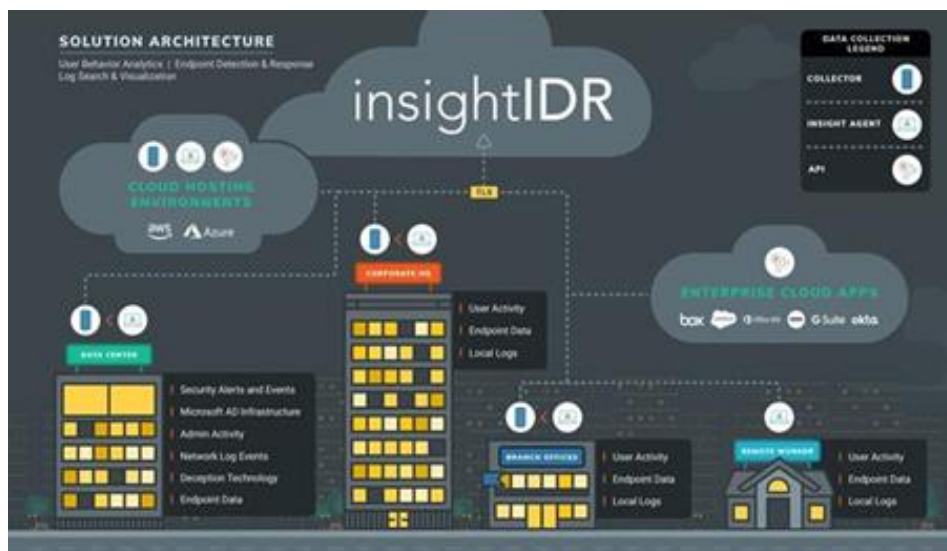 SOLUTION ARCHITECTURE
User Behavior Analytics | Endpoint Detection & Response
Log Search & Visualization
insightIDR
DATA COLLECTION
LEGEND
COLLECTOR
INSIGHT AGENT
API
CLOUD HOSTING
ENVIRONMENTS
aws Azure
TLS
CORPORATE HQ
User Activity
Endpoint Data
Local Logs
ENTERPRISE CLOUD APPS
box G Suite okta
DATA CENTER
Security Alerts and Events
Microsoft AD Infrastructure
Admin Activity
Network Log Events
Deception Technology
Endpoint Data
BRANCH OFFICES
User Activity
Endpoint Data
Local Logs
REMOTE WORKER
User Activity
Endpoint Data
Local Logs